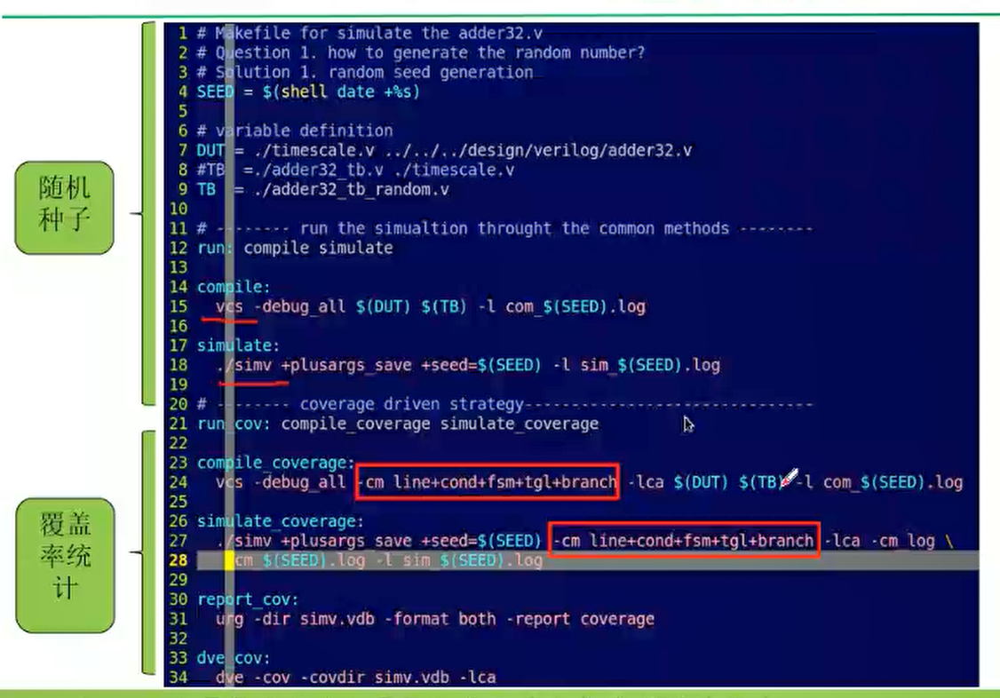 随机
种子
1 # Makefile for simulate the adder32.v
2 # Question 1. how to generate the random number?
3 # Solution 1. random seed generation
4 SEED = $(shell date +%s)
5
6 # variable definition
7 DUT = ./timescale.v ../../../design/verilog/adder32.v
8 #TB =./adder32_tb.v ./timescale.v
9 TB = ./adder32_tb_random.v
10
11 # -------- run the simualtion throught the common methods --------
12 run: compile simulate
13
14 compile:
15 vcs -debug_all $(DUT) $(TB) -l com_$(SEED).log
16
17 simulate:
18 ./simv +plusargs_save +seed=$(SEED) -l sim_$(SEED).log
19
20 # -------- coverage driven strategy-------------------------------
21 run_cov: compile_coverage simulate_coverage
22
23 compile_coverage:
24 vcs -debug_all -cm line+cond+fsm+tgl+branch -lca $(DUT) $(TB) -l com_$(SEED).log
25
26 simulate_coverage:
27 ./simv +plusargs_save +seed=$(SEED) -cm line+cond+fsm+tgl+branch -lca -cm_log \
28 cm_$(SEED).log -l sim_$(SEED).log
29
30 report_cov:
31 urg -dir simv.vdb -format both -report coverage
32
33 dve_cov:
34 dve -cov -covdir simv.vdb -lca
覆盖
率统
计